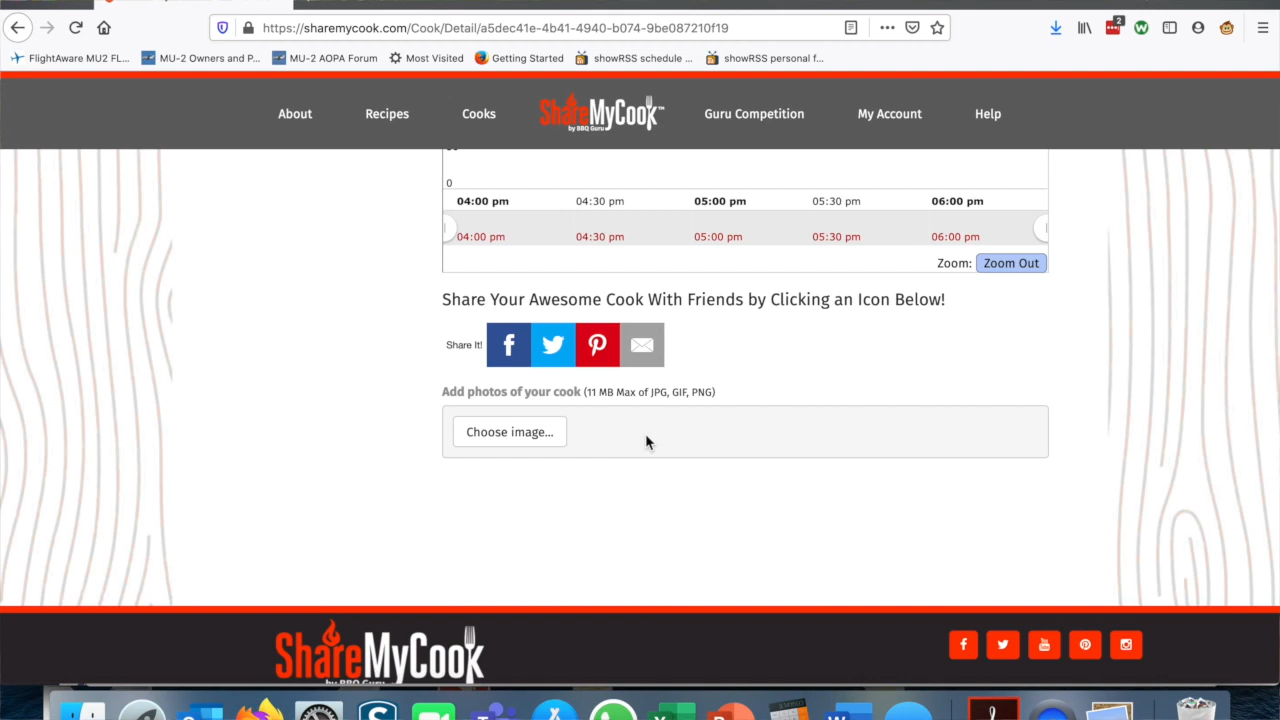 https://sharemycook.com/Cook/Detail/a5dec41e-4b41-4940-b074-9be087210f19
2
FlightAware MU2 FL...
MU-2 Owners and P...
MU-2 AOPA Forum
Most Visited
Getting Started
showRSS schedule ...
showRSS personal f...
About
Recipes
Cooks
ShareMyCook™
by BBQ Guru
Guru Competition
My Account
Help
0
04:00 pm 04:30 pm 05:00 pm 05:30 pm 06:00 pm
04:00 pm 04:30 pm 05:00 pm 05:30 pm 06:00 pm
Zoom: Zoom Out
Share Your Awesome Cook With Friends by Clicking an Icon Below!
Share It!
Add photos of your cook (11 MB Max of JPG, GIF, PNG)
Choose image...
ShareMyCook
by BBQ Guru